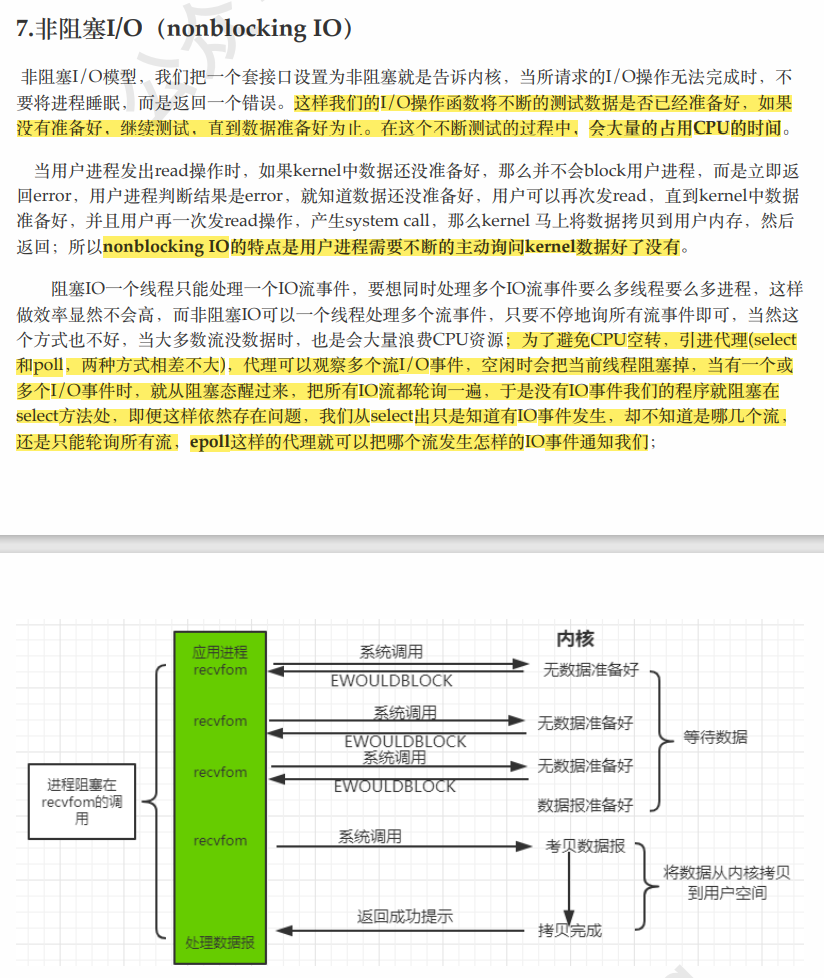 7.非阻塞I/O（nonblocking IO）
非阻塞I/O模型，我们把一个套接口设置为非阻塞就是告诉内核，当所请求的I/O操作无法完成时，不
要将进程睡眠，而是返回一个错误。这样我们的I/O操作函数将不断的测试数据是否已经准备好，如果
没有准备好，继续测试，直到数据准备好为止。在这个不断测试的过程中，会大量的占用CPU的时间。
当用户进程发出read操作时，如果kernel中数据还没准备好，那么并不会block用户进程，而是立即返
回error，用户进程判断结果是error，就知道数据还没准备好，用户可以再次发read，直到kernel中数据
准备好，并且用户再一次发read操作，产生system call，那么kernel 马上将数据拷贝到用户内存，然后
返回；所以nonblocking IO的特点是用户进程需要不断的主动询问kernel数据好了没有。
阻塞IO一个线程只能处理一个IO流事件，要想同时处理多个IO流事件要么多线程要么多进程，这样
做效率显然不会高，而非阻塞IO可以一个线程处理多个流事件，只要不停地询所有流事件即可，当然这
个方式也不好，当大多数流没数据时，也是会大量浪费CPU资源；为了避免CPU空转，引进代理(select
和poll，两种方式相差不大)，代理可以观察多个流I/O事件，空闲时会把当前线程阻塞掉，当有一个或
多个I/O事件时，就从阻塞态醒过来，把所有IO流都轮询一遍，于是没有IO事件我们的程序就阻塞在
select方法处，即便这样依然存在问题，我们从select出只是知道有IO事件发生，却不知道是哪几个流，
还是只能轮询所有流，epoll这样的代理就可以把哪个流发生怎样的IO事件通知我们；
内核
应用进程
recvfom
系统调用
无数据准备好
EWOULDBLOCK
recvfom
系统调用
无数据准备好
EWOULDBLOCK
等待数据
recvfom
系统调用
无数据准备好
EWOULDBLOCK
进程阻塞在
recvfom的调
用
数据报准备好
recvfom
系统调用
考贝数据报
将数据从内核拷贝
到用户空间
返回成功提示
拷贝完成
处理数据报